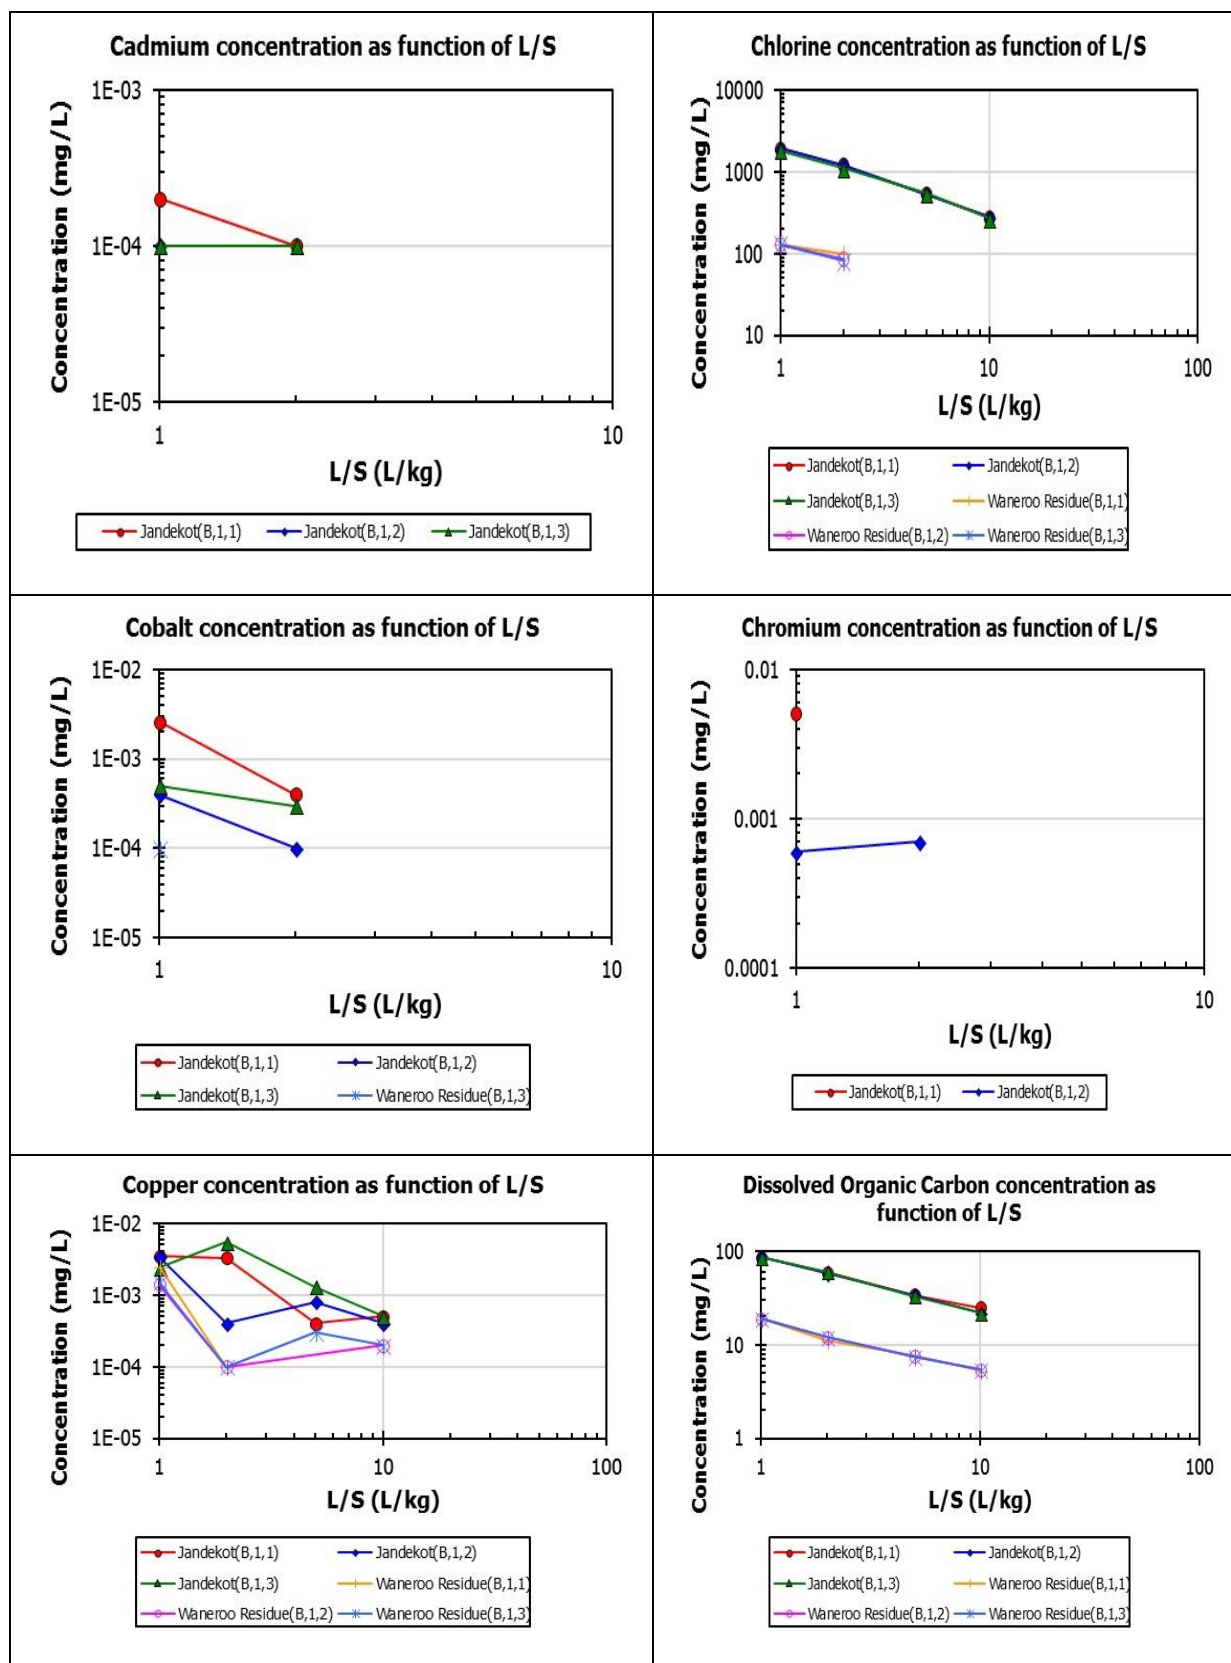 Cadmium concentration as function of L/S
Concentration (mg/L)
1E-03
1E-04
1E-05
1
10
L/S (L/kg)
Jandekot(B,1,1)
Jandekot(B,1,2)
Jandekot(B,1,3)
Chlorine concentration as function of L/S
Concentration (mg/L)
10000
1000
100
10
1
10
100
L/S (L/kg)
Jandekot(B,1,1)
Jandekot(B,1,2)
Jandekot(B,1,3)
Waneroo Residue(B,1,1)
Waneroo Residue(B,1,2)
Waneroo Residue(B,1,3)
Cobalt concentration as function of L/S
Concentration (mg/L)
1E-02
1E-03
1E-04
1E-05
1
10
L/S (L/kg)
Jandekot(B,1,1)
Jandekot(B,1,2)
Jandekot(B,1,3)
Waneroo Residue(B,1,3)
Chromium concentration as function of L/S
Concentration (mg/L)
0.01
0.001
0.0001
1
10
L/S (L/kg)
Jandekot(B,1,1)
Jandekot(B,1,2)
Copper concentration as function of L/S
Concentration (mg/L)
1E-02
1E-03
1E-04
1E-05
1
10
100
L/S (L/kg)
Jandekot(B,1,1)
Jandekot(B,1,2)
Jandekot(B,1,3)
Waneroo Residue(B,1,1)
Waneroo Residue(B,1,2)
Waneroo Residue(B,1,3)
Dissolved Organic Carbon concentration as
function of L/S
Concentration (mg/L)
100
10
1
1
10
100
L/S (L/kg)
Jandekot(B,1,1)
Jandekot(B,1,2)
Jandekot(B,1,3)
Waneroo Residue(B,1,1)
Waneroo Residue(B,1,2)
Waneroo Residue(B,1,3)